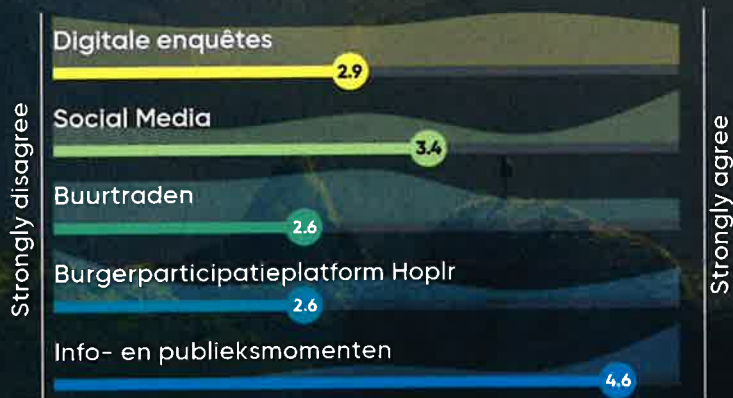 Digitale enquêtes
2.9
Social Media
3.4
Buurtraden
2.6
Burgerparticipatieplatform Hoplr
2.6
Info- en publieksmomenten
4.6
Strongly disagree
Strongly agree